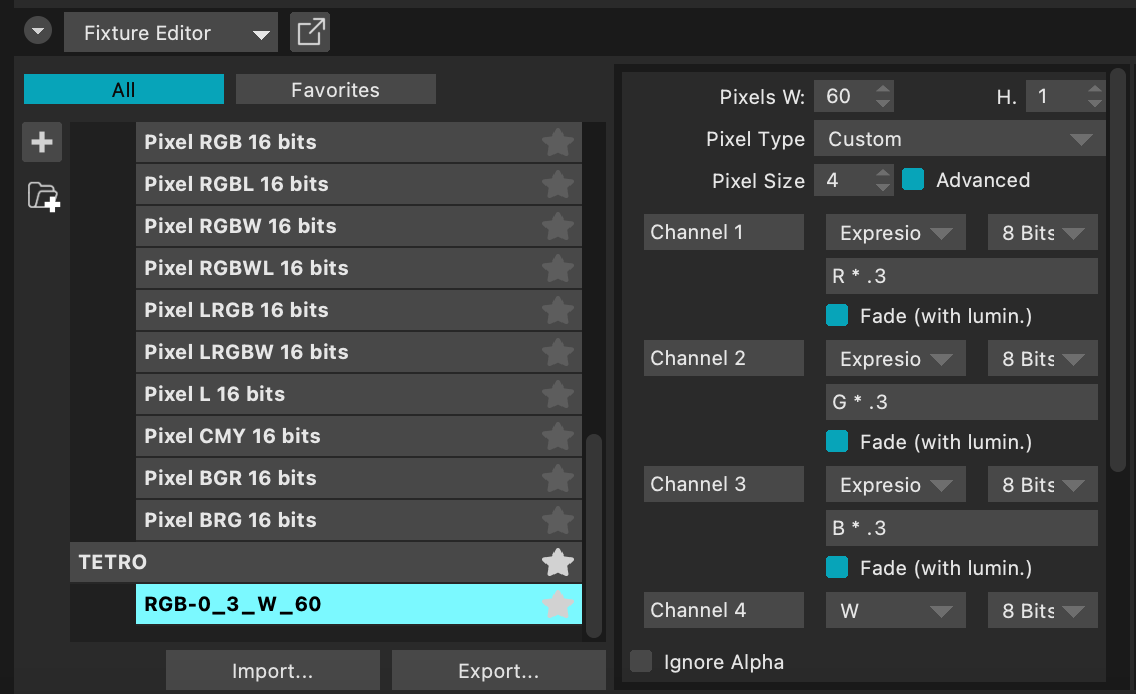 Fixture Editor
All
Favorites
Pixel RGB 16 bits
Pixel RGBL 16 bits
Pixel RGBW 16 bits
Pixel RGBWL 16 bits
Pixel LRGB 16 bits
Pixel LRGBW 16 bits
Pixel L 16 bits
Pixel CMY 16 bits
Pixel BGR 16 bits
Pixel BRG 16 bits
TETRO
RGB-0_3_W_60
Import...
Export...
Pixels W: 60 H. 1
Pixel Type Custom
Pixel Size 4 Advanced
Channel 1 Expresio 8 Bits
R * .3
Fade (with lumin.)
Channel 2 Expresio 8 Bits
G * .3
Fade (with lumin.)
Channel 3 Expresio 8 Bits
B * .3
Fade (with lumin.)
Channel 4 W 8 Bits
Ignore Alpha